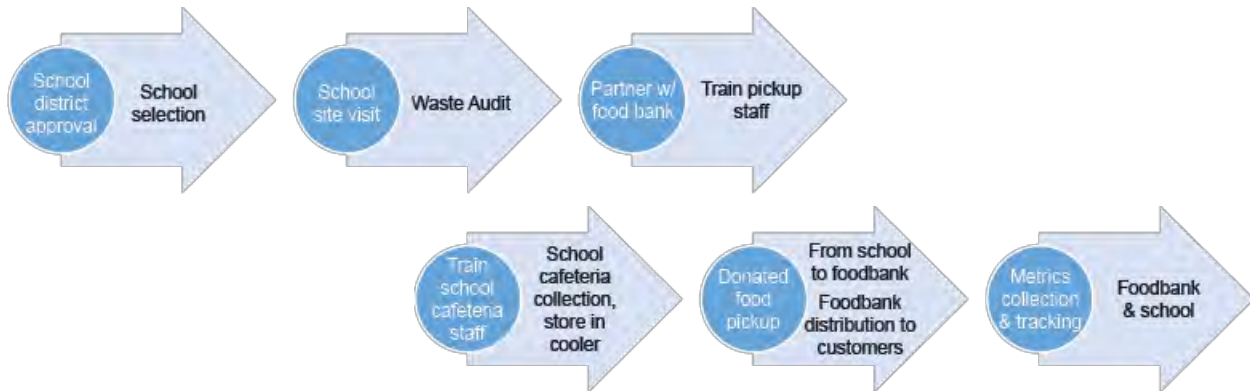 School
district
approval
School
selection
School
site visit
Waste Audit
Partner w/
food bank
Train pickup
staff
Train
school
cafeteria
staff
School
cafeteria
collection,
store in
cooler
Donated
food
pickup
From school
to foodbank
Foodbank
distribution to
customers
Metrics
collection
& tracking
Foodbank
& school